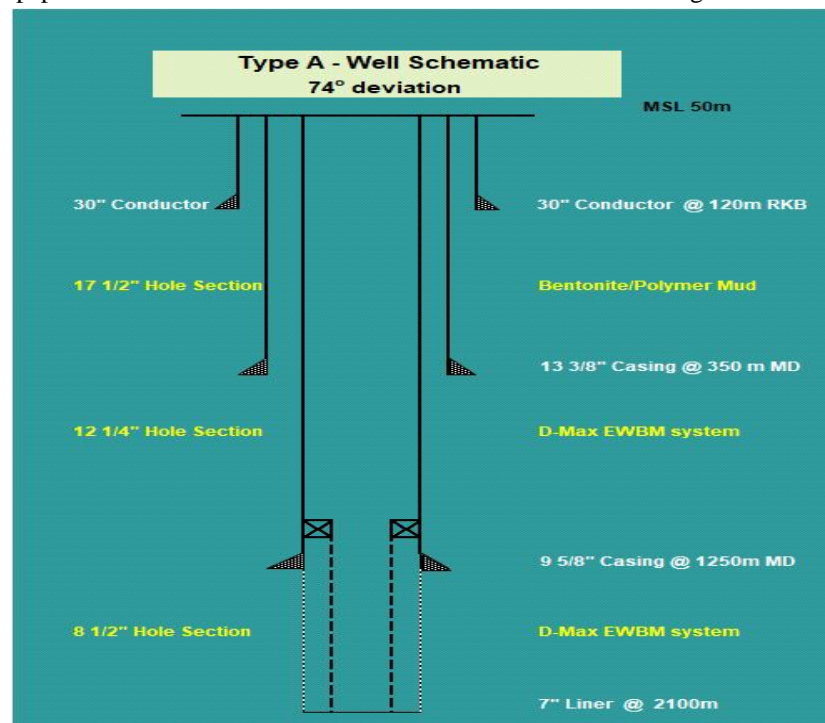 Type A - Well Schematic
74° deviation
MSL 50m
30" Conductor
30" Conductor @ 120m RKB
17 1/2" Hole Section
Bentonite/Polymer Mud
13 3/8" Casing @ 350 m MD
12 1/4" Hole Section
D-Max EWBM system
9 5/8" Casing @ 1250m MD
8 1/2" Hole Section
D-Max EWBM system
7" Liner @ 2100m